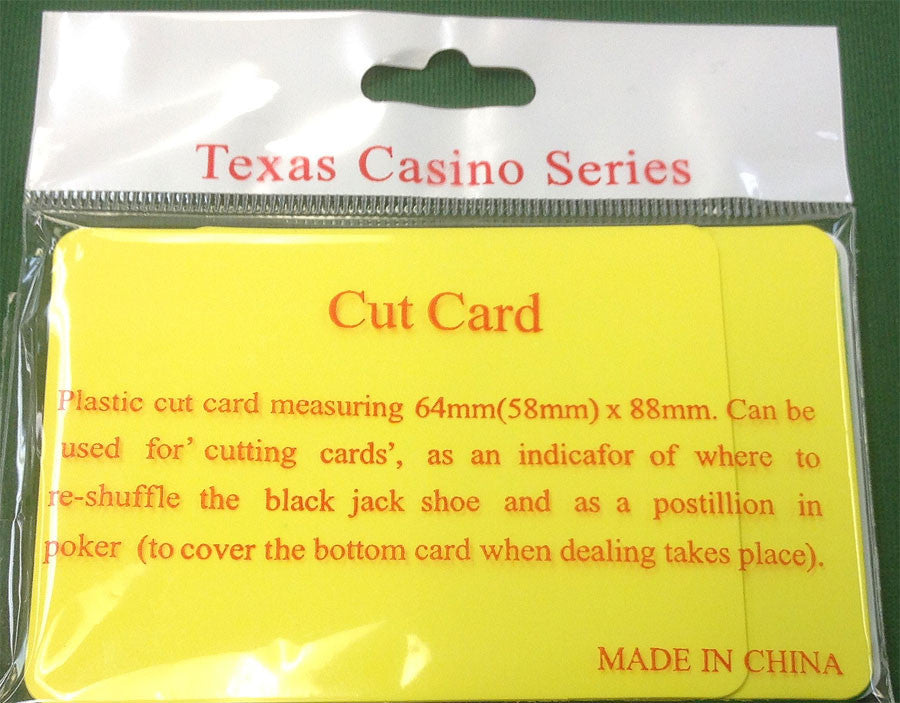 Texas Casino Series
Cut Card
Plastic cut card measuring 64mm(58mm) x 88mm. Can be
used for’ cutting cards’, as an indicafor of where to
re-shuffle the black jack shoe and as a postillion in
poker (to cover the bottom card when dealing takes place).
MADE IN CHINA